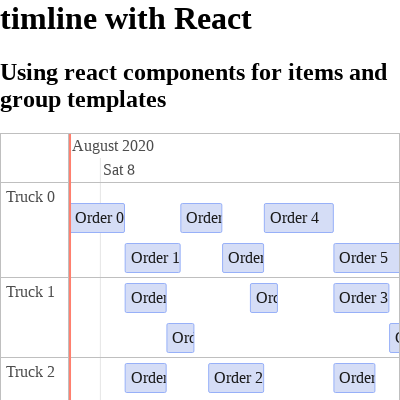 timline with React
Using react components for items and
group templates
August 2020
Sat 8
Truck 0
Order 0
Order
Order 4
Order 1
Order
Order 5
Truck 1
Order
Order 3
Truck 2
Order
Order 2
Order